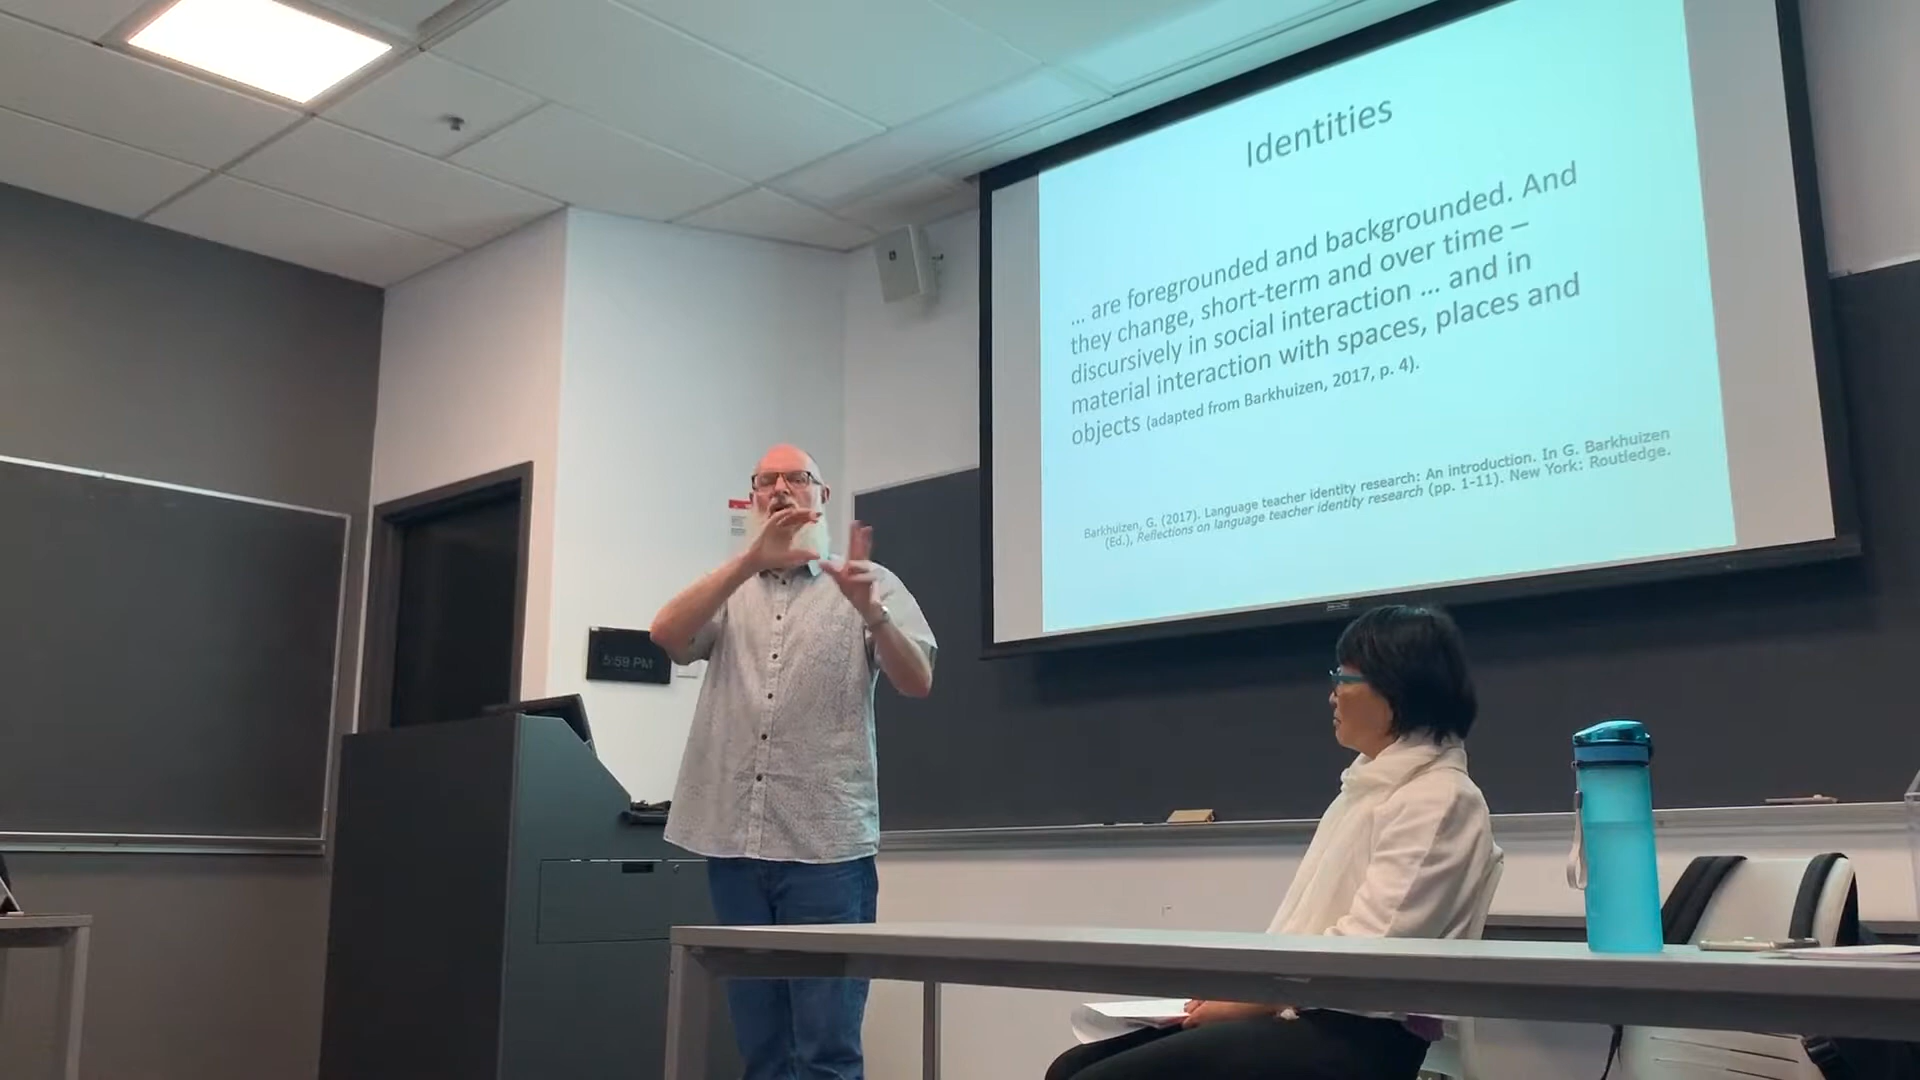 Identities
... are foregrounded and backgrounded. And
they change, short-term and over time –
discursively in social interaction ... and in
material interaction with spaces, places and
objects (adapted from Barkhuizen, 2017, p. 4).
Barkhuizen, G. (2017). Language teacher identity research: An introduction. In G. Barkhuizen
(Ed.), Reflections on language teacher identity research (pp. 1-11). New York: Routledge.
5:59 PM